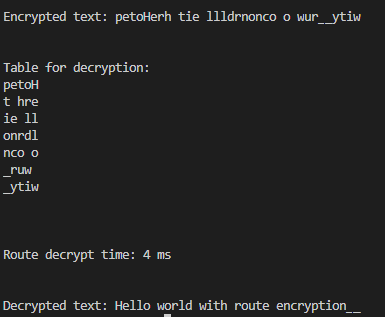 Encrypted text: petoHerh tie llldrnonco o wur__ytiw
Table for decryption:
petoH
t hre
ie ll
onrdl
nco o
_ruw
_ytiw
Route decrypt time: 4 ms
Decrypted text: Hello world with route encryption__